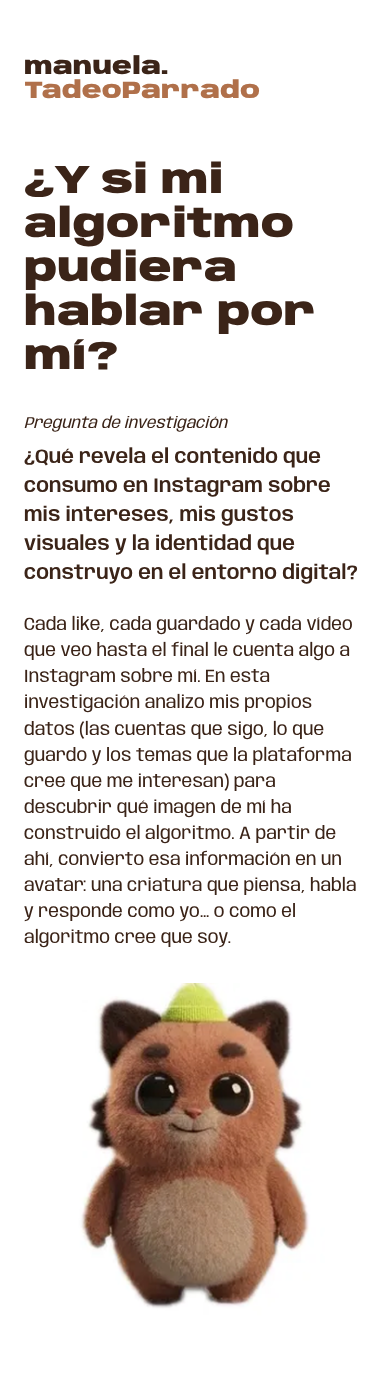 manuela.
TadeoParrado
¿Y si mi
algoritmo
pudiera
hablar por
mí?
Pregunta de investigación
¿Qué revela el contenido que
consumo en Instagram sobre
mis intereses, mis gustos
visuales y la identidad que
construyo en el entorno digital?
Cada like, cada guardado y cada vídeo
que veo hasta el final le cuenta algo a
Instagram sobre mí. En esta
investigación analizo mis propios
datos (las cuentas que sigo, lo que
guardo y los temas que la plataforma
cree que me interesan) para
descubrir qué imagen de mí ha
construido el algoritmo. A partir de
ahí, convierto esa información en un
avatar: una criatura que piensa, habla
y responde como yo… o como el
algoritmo cree que soy.